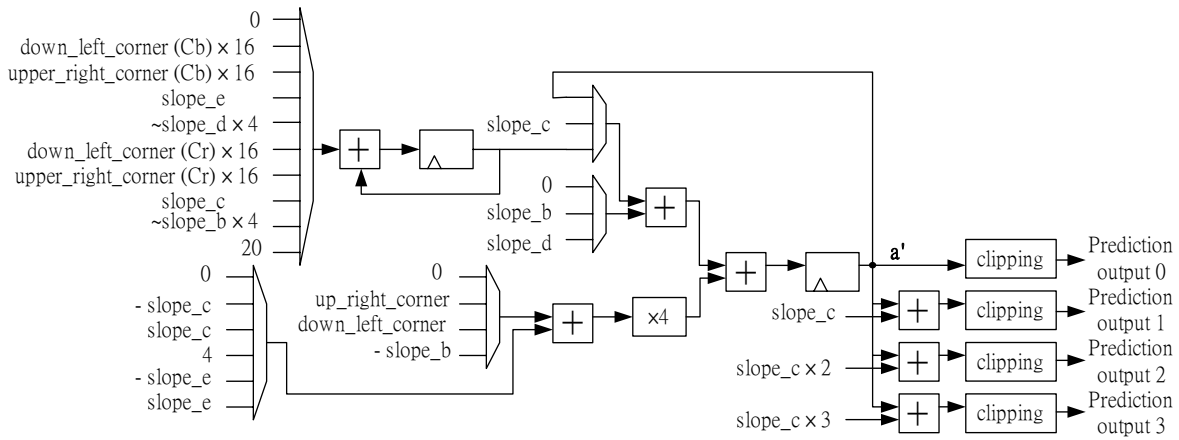 0
down_left_corner (Cb) × 16
upper_right_corner (Cb) × 16
slope_e
~slope_d × 4
down_left_corner (Cr) × 16
upper_right_corner (Cr) × 16
slope_c
~slope_b × 4
20
+
slope_c
0
slope_b
slope_d
+
0
- slope_c
slope_c
4
- slope_e
slope_e
0
up_right_corner
down_left_corner
- slope_b
+
×4
+
a'
clipping
Prediction
output 0
slope_c
+
clipping
Prediction
output 1
slope_c × 2
+
clipping
Prediction
output 2
slope_c × 3
+
clipping
Prediction
output 3